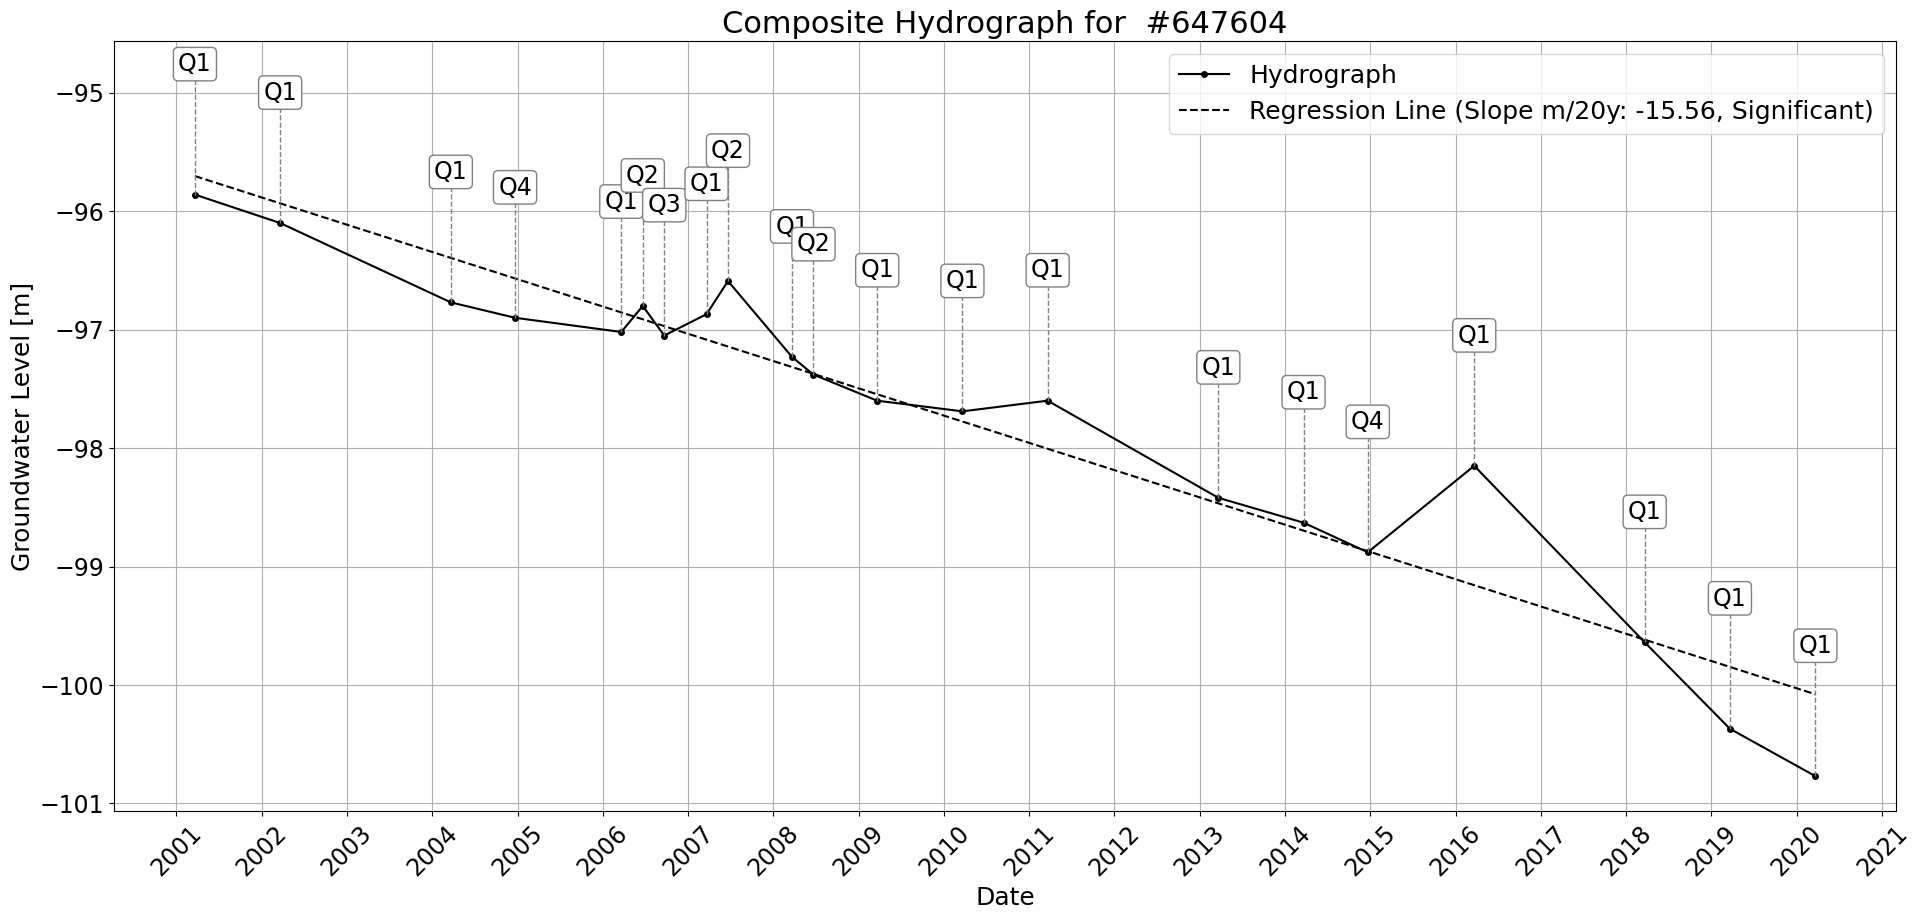 Composite Hydrograph for  #647604
Hydrograph
Regression Line (Slope m/20y: -15.56, Significant)
Groundwater Level [m]
−95
−96
−97
−98
−99
−100
−101
Q1
Q1
Q1
Q4
Q1
Q2
Q3
Q1
Q2
Q1
Q2
Q1
Q1
Q1
Q1
Q1
Q4
Q1
Q1
Q1
Q1
2001
2002
2003
2004
2005
2006
2007
2008
2009
2010
2011
2012
2013
2014
2015
2016
2017
2018
2019
2020
2021
Date